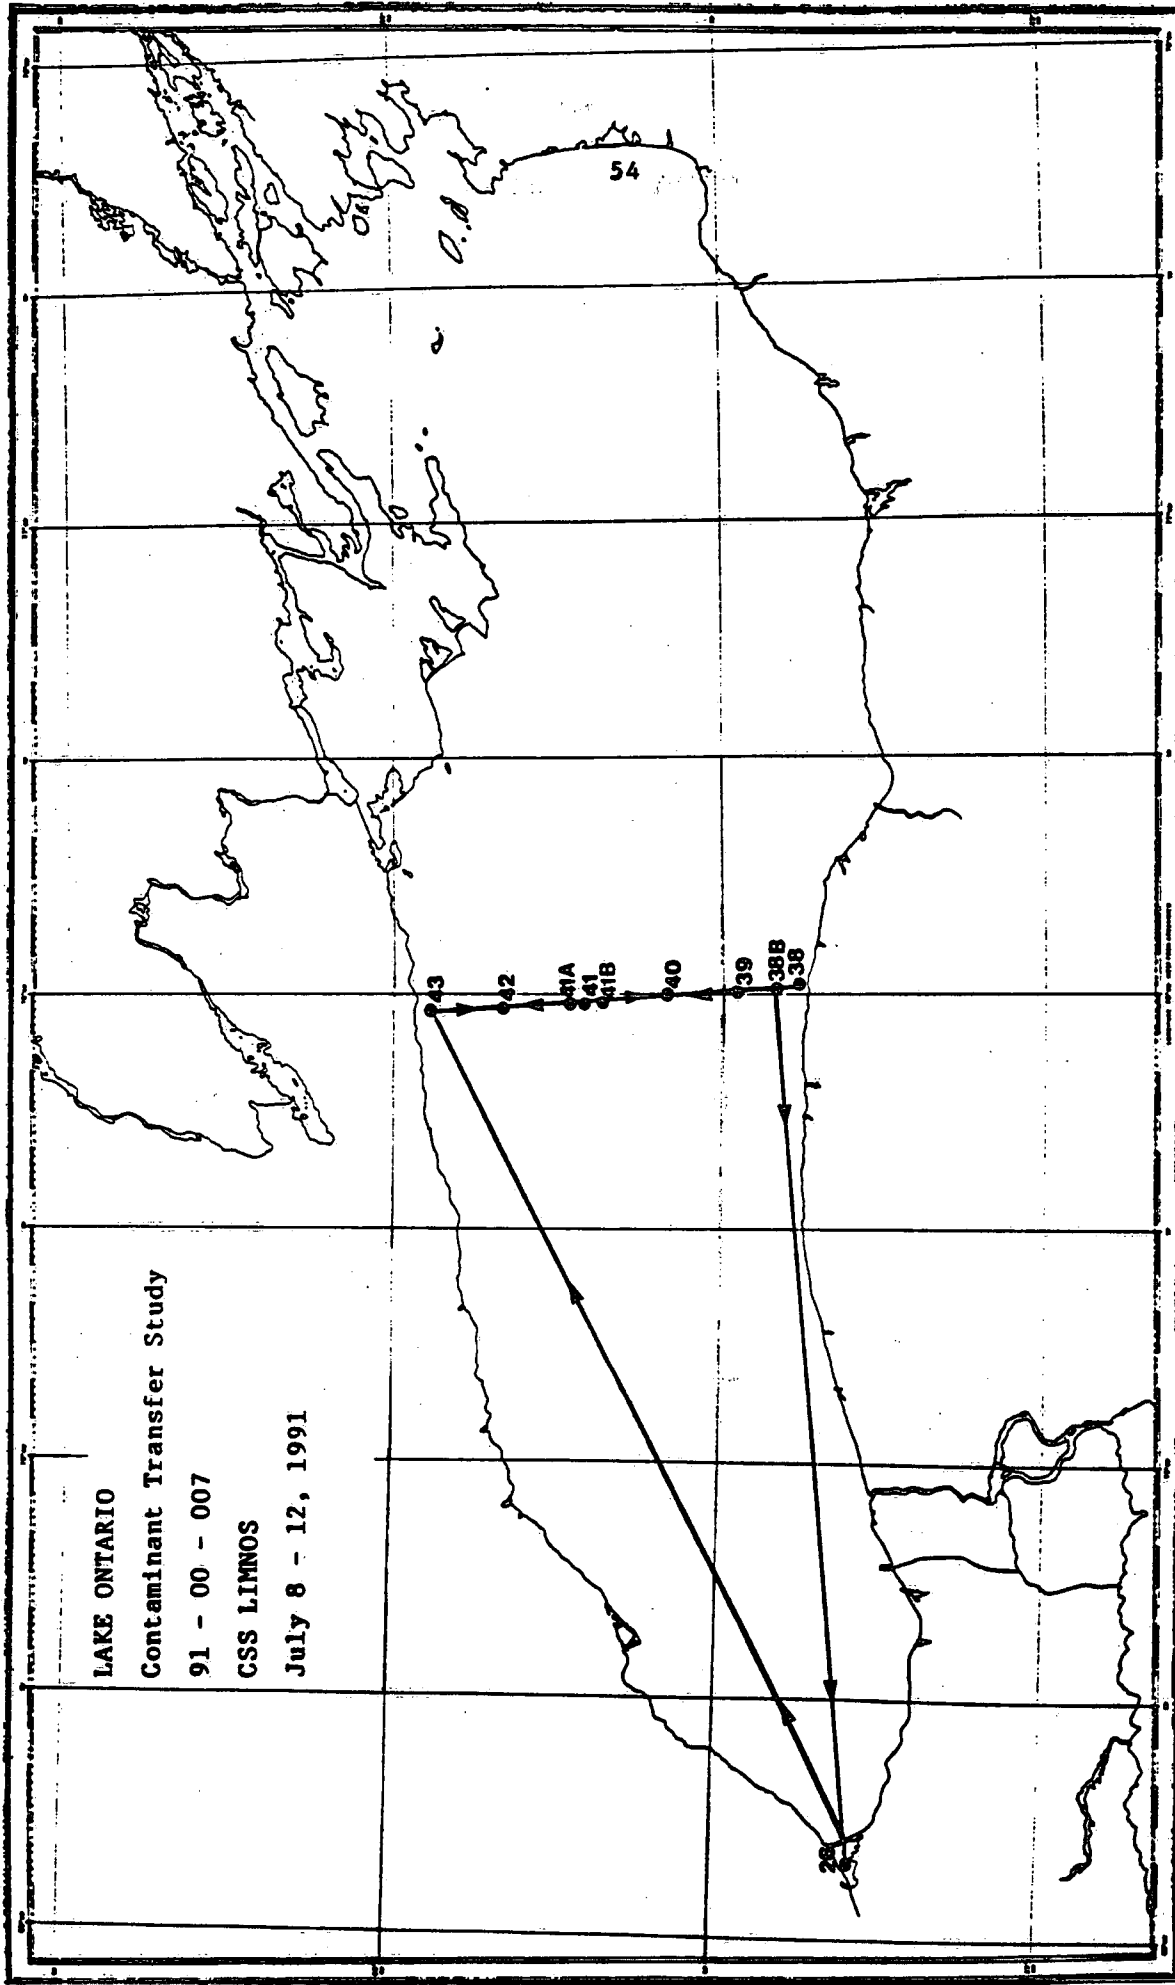 LAKE ONTARIO
Contaminant Transfer Study
91 - 00 - 007
CSS LIMNOS
July 8 - 12, 1991
54
43
42
41A
41
41B
40
39
38B
38